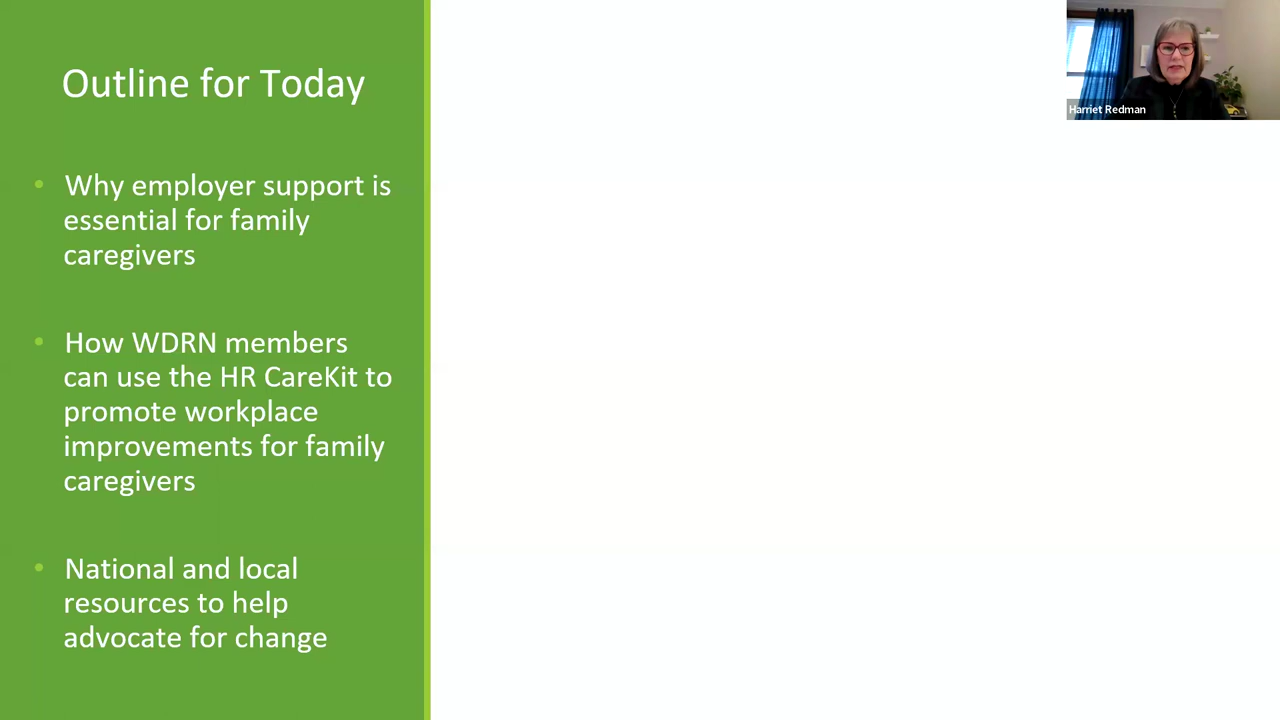 Outline for Today
• Why employer support is
essential for family
caregivers
• How WDRN members
can use the HR CareKit to
promote workplace
improvements for family
caregivers
• National and local
resources to help
advocate for change
Harriet Redman